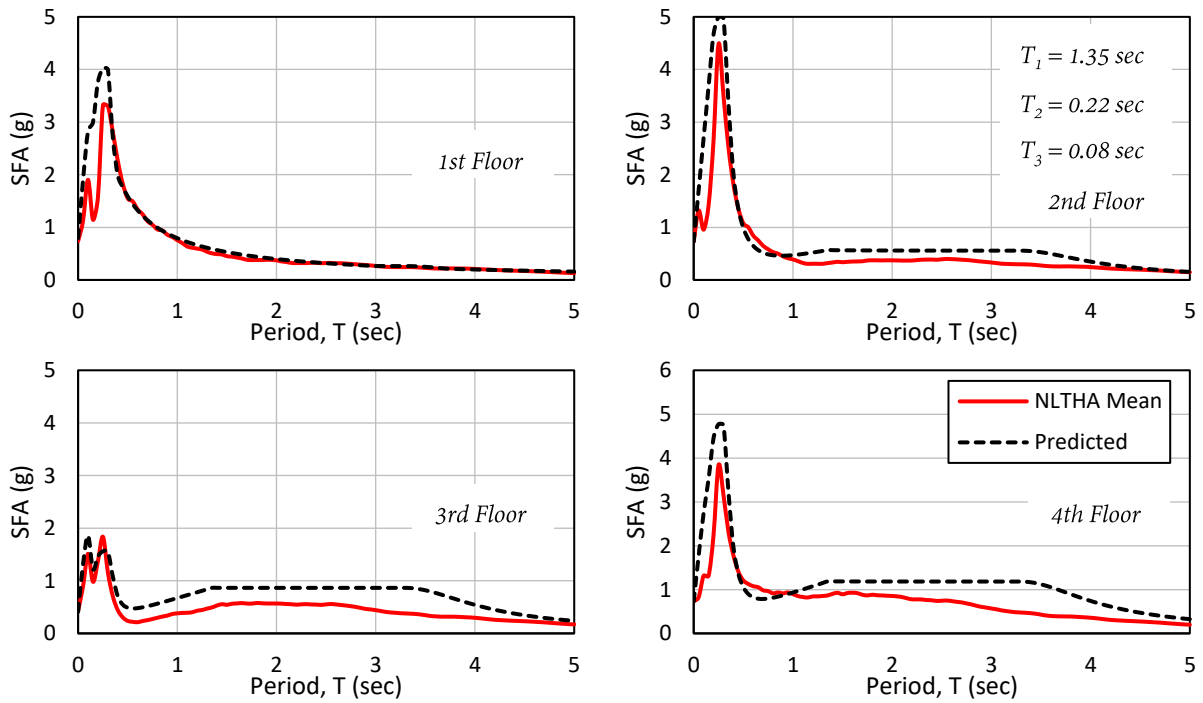 5
4
3
2
1
0
SFA (g)
1st Floor
0 1 2 3 4 5
Period, T (sec)
5
4
3
2
1
0
SFA (g)
T1 = 1.35 sec
T2 = 0.22 sec
T3 = 0.08 sec
2nd Floor
0 1 2 3 4 5
Period, T (sec)
5
4
3
2
1
0
SFA (g)
3rd Floor
0 1 2 3 4 5
Period, T (sec)
6
5
4
3
2
1
0
SFA (g)
NLTHA Mean
Predicted
4th Floor
0 1 2 3 4 5
Period, T (sec)